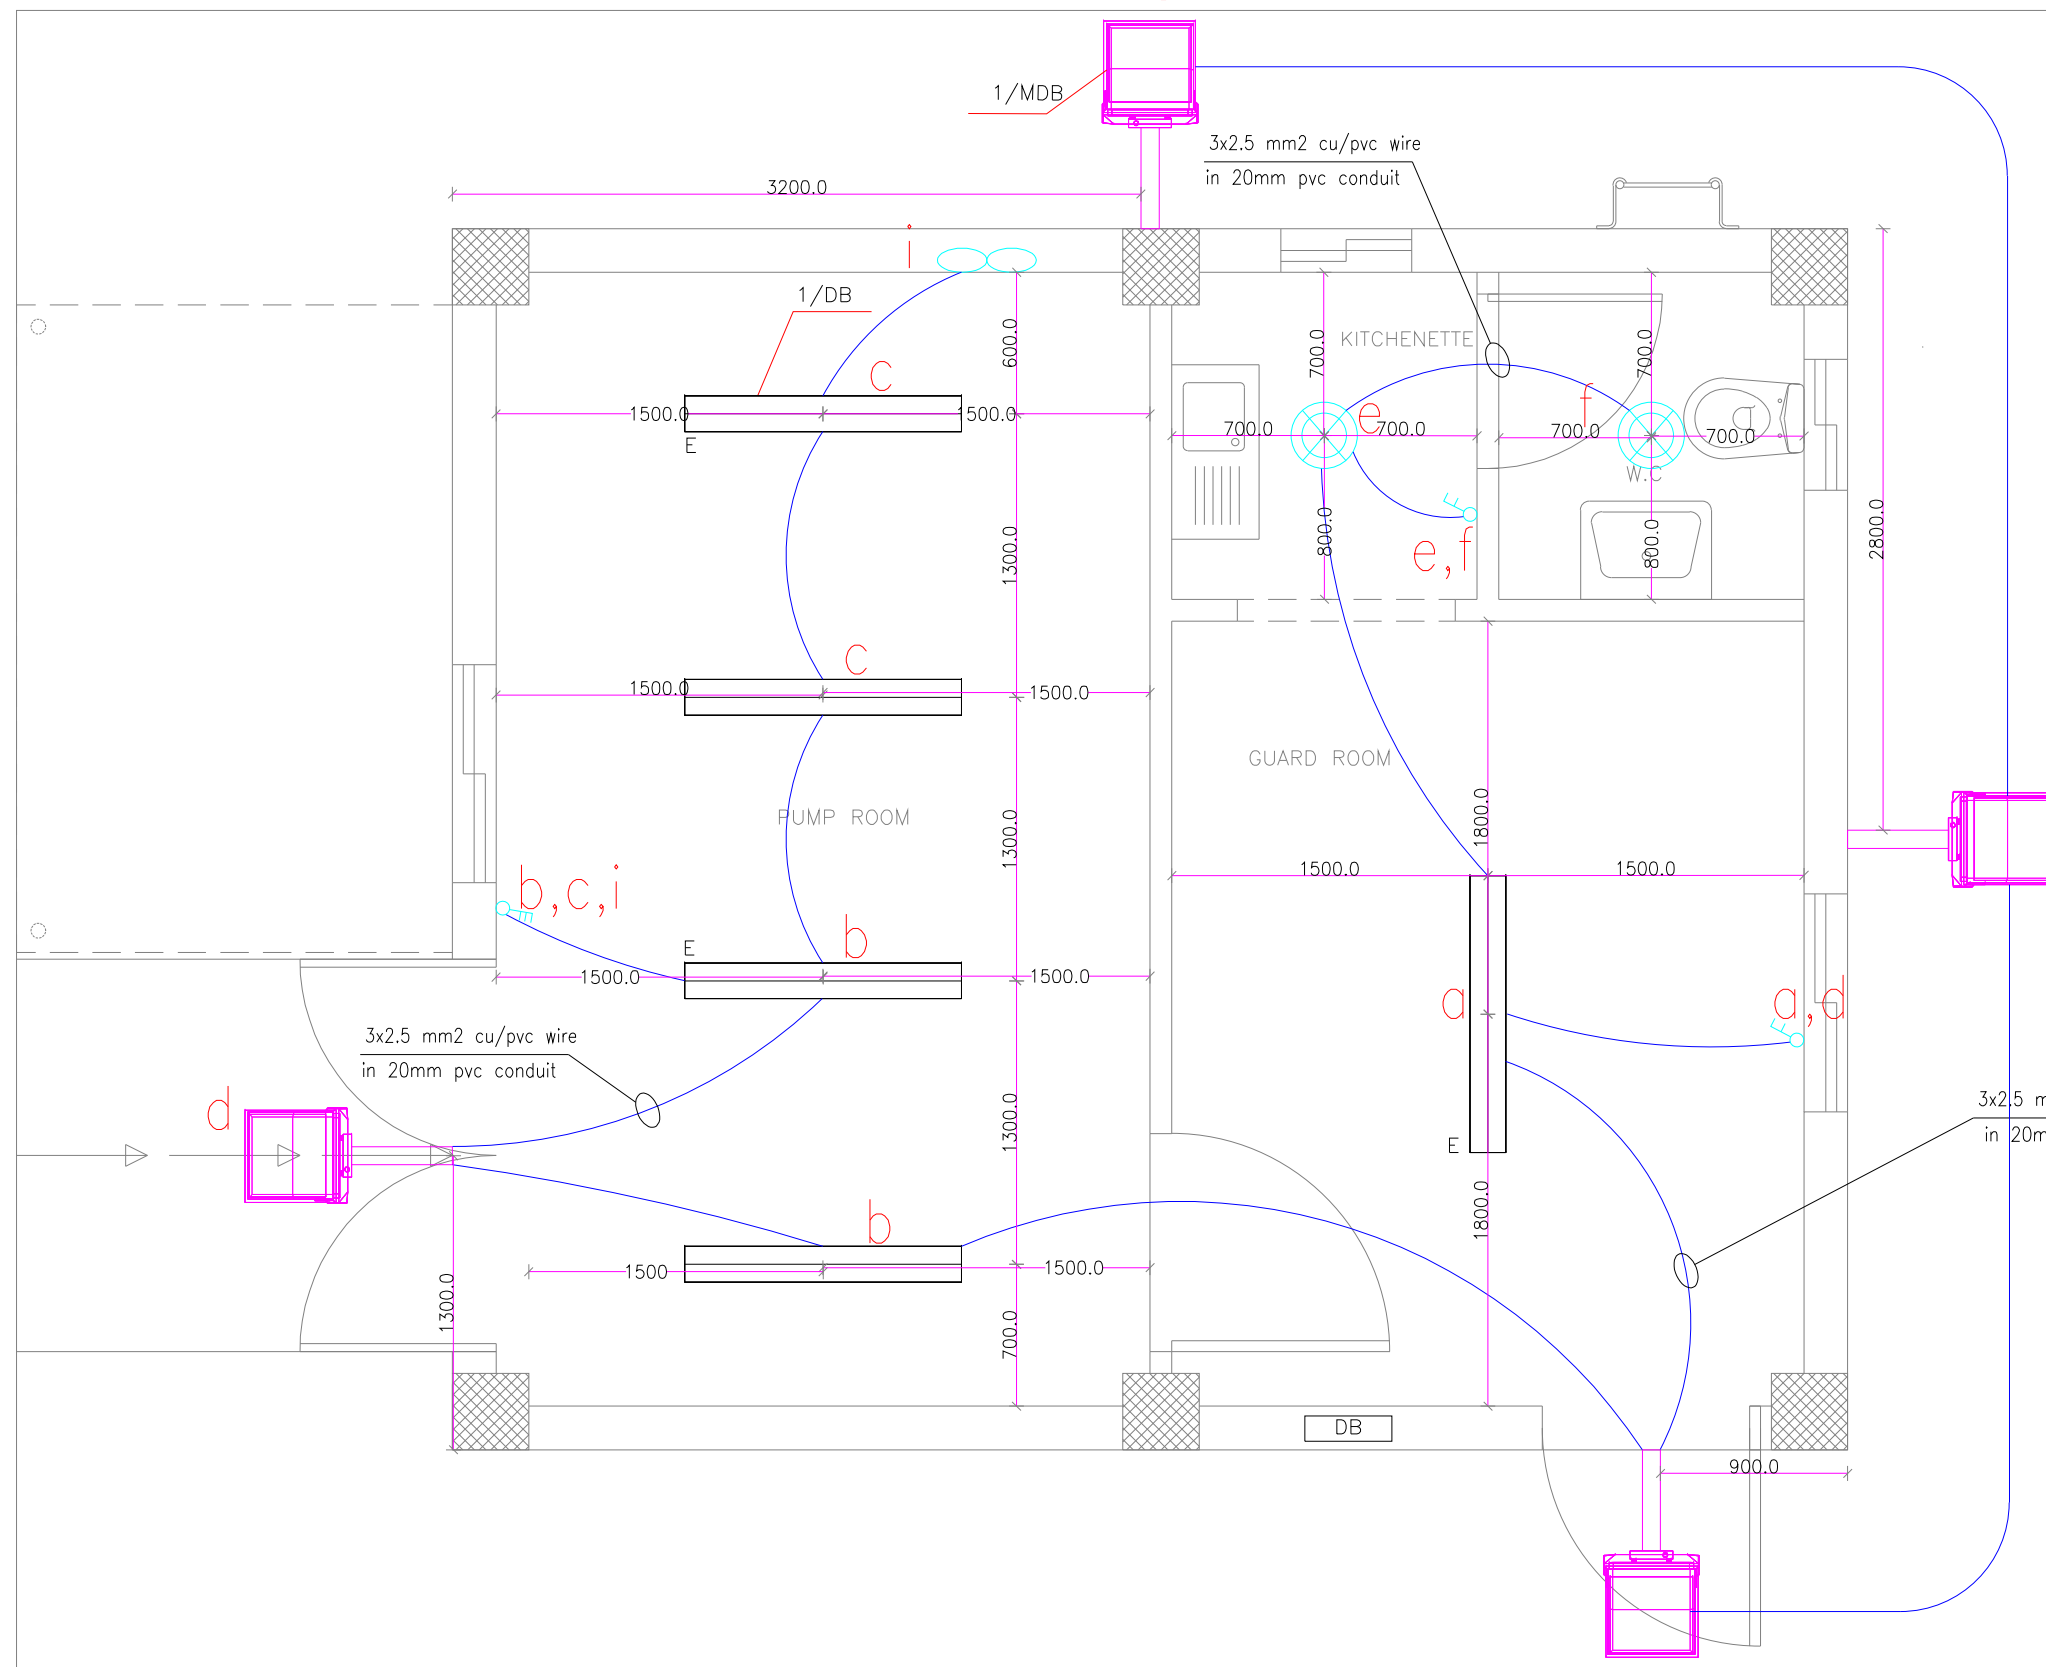 1/MDB
3x2.5 mm2 cu/pvc wire
in 20mm pvc conduit
3200.0
i
1/DB
600.0
700.0
KITCHENETTE
700.0
c
e
f
1500.0
1500.0
700.0
700.0
700.0
700.0
E
W.C
2800.0
1300.0
800.0
e,f
800.0
c
1500.0
1500.0
GUARD ROOM
PUMP ROOM
1300.0
1800.0
1500.0
1500.0
b,c,i
b
E
1500.0
1500.0
a
a,d
3x2.5 mm2 cu/pvc wire
in 20mm pvc conduit
d
1300.0
E
3x2.5 m
in 20m
1800.0
b
1500
1500.0
1300.0
700.0
DB
900.0